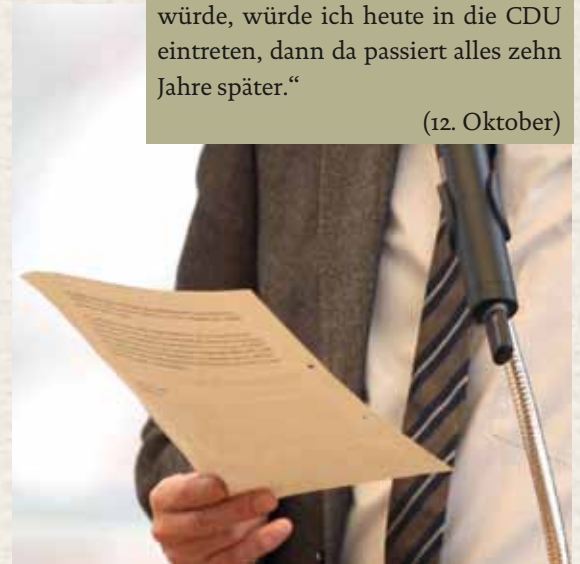 würde, würde ich heute in die CDU
eintreten, dann da passiert alles zehn
Jahre später.“
(12. Oktober)